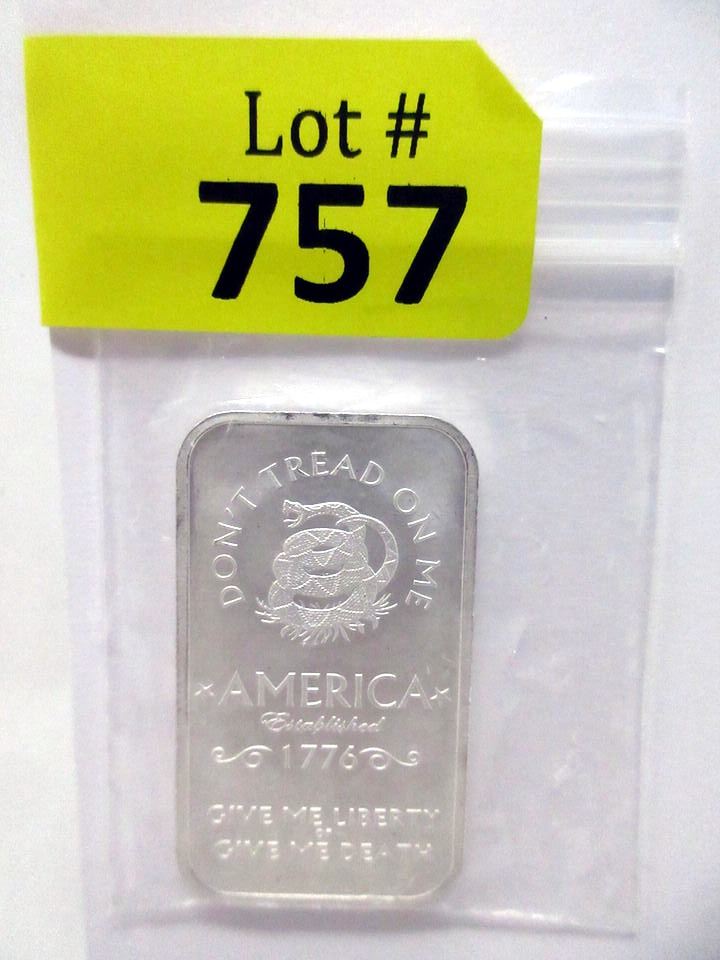 Lot #
757
DON'T TREAD ON ME
AMERICA
Established
1776
GIVE ME LIBERTY
or
GIVE ME DEATH